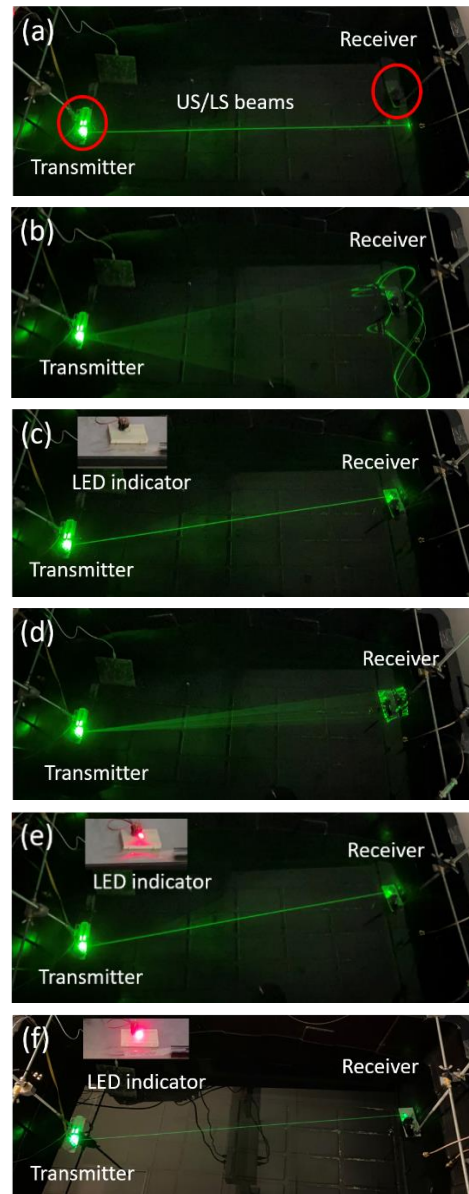 (a)
Receiver
US/LS beams
Transmitter
(b)
Receiver
Transmitter
(c)
LED indicator
Receiver
Transmitter
(d)
Receiver
Transmitter
(e)
Receiver
LED indicator
Transmitter
(f)
Receiver
LED indicator
Transmitter